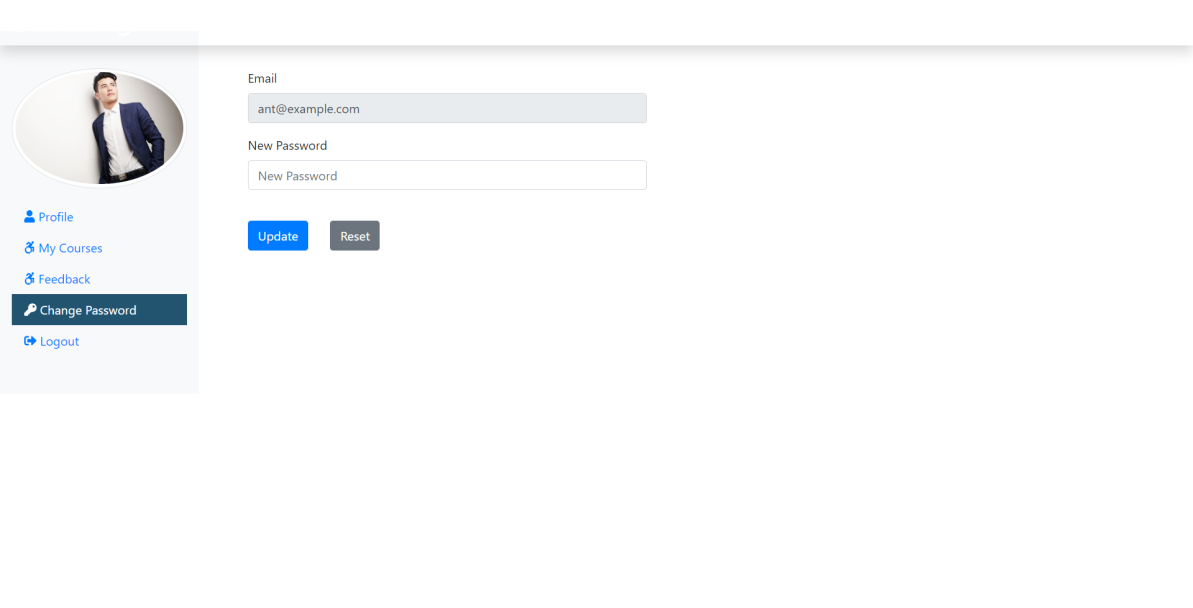 Email
ant@example.com
New Password
New Password
Update
Reset
Profile
My Courses
Feedback
Change Password
Logout